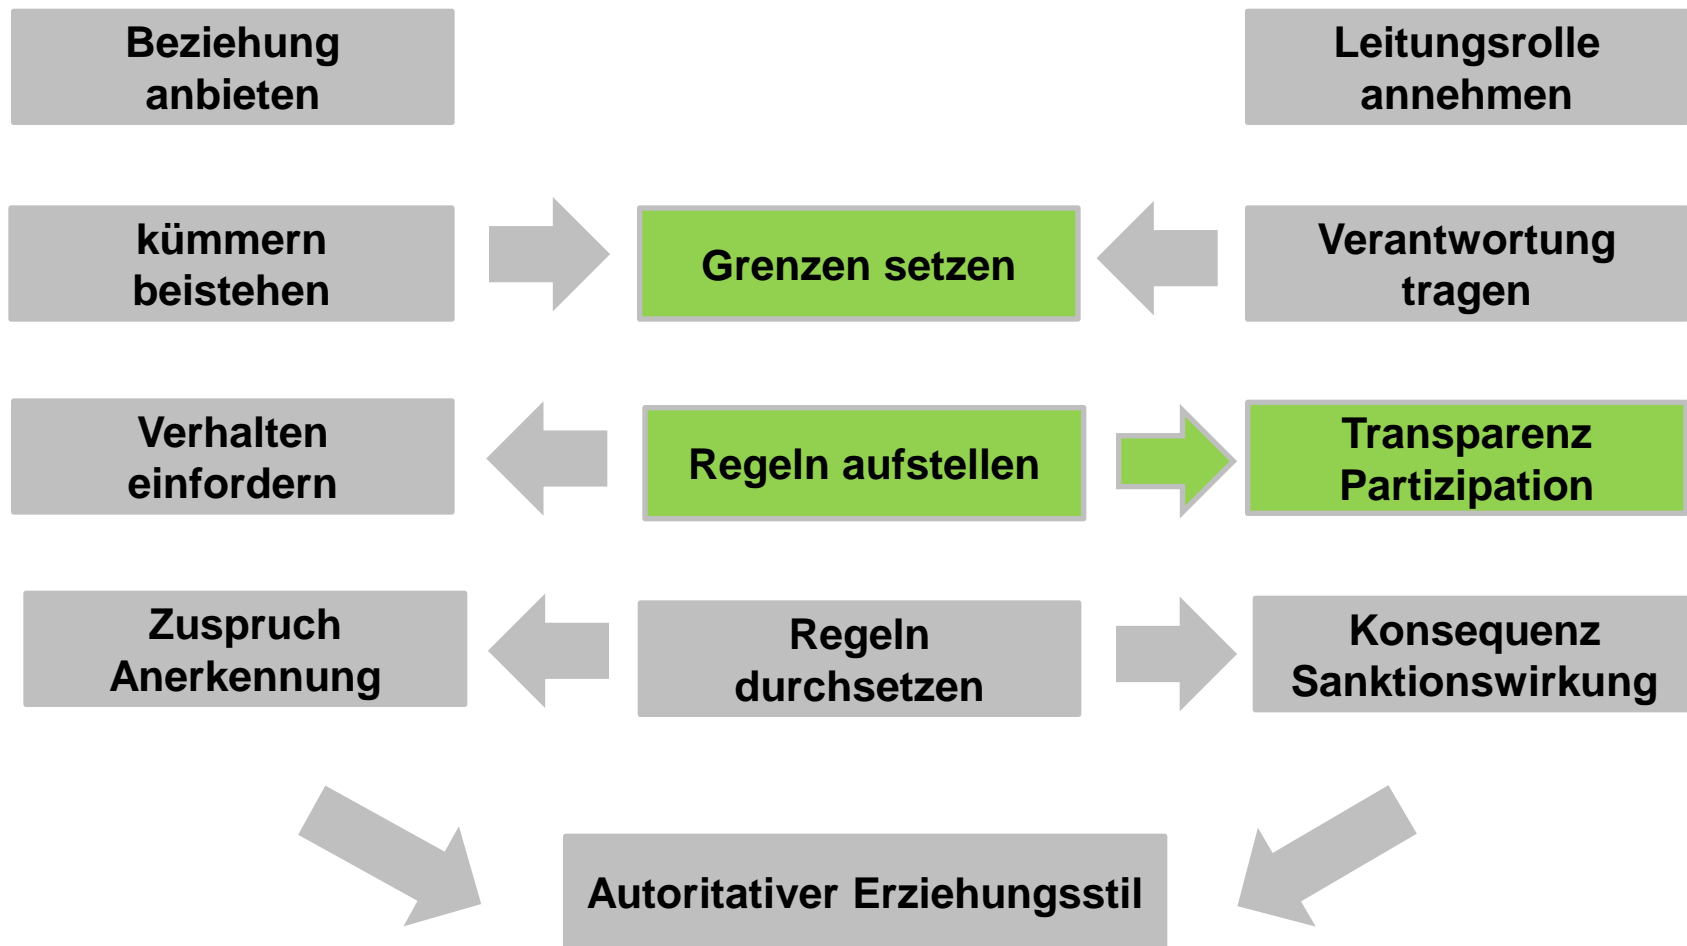 Beziehung
anbieten
Leitungsrolle
annehmen
kümmern
beistehen
Grenzen setzen
Verantwortung
tragen
Verhalten
einfordern
Regeln aufstellen
Transparenz
Partizipation
Zuspruch
Anerkennung
Regeln
durchsetzen
Konsequenz
Sanktionswirkung
Autoritativer Erziehungsstil